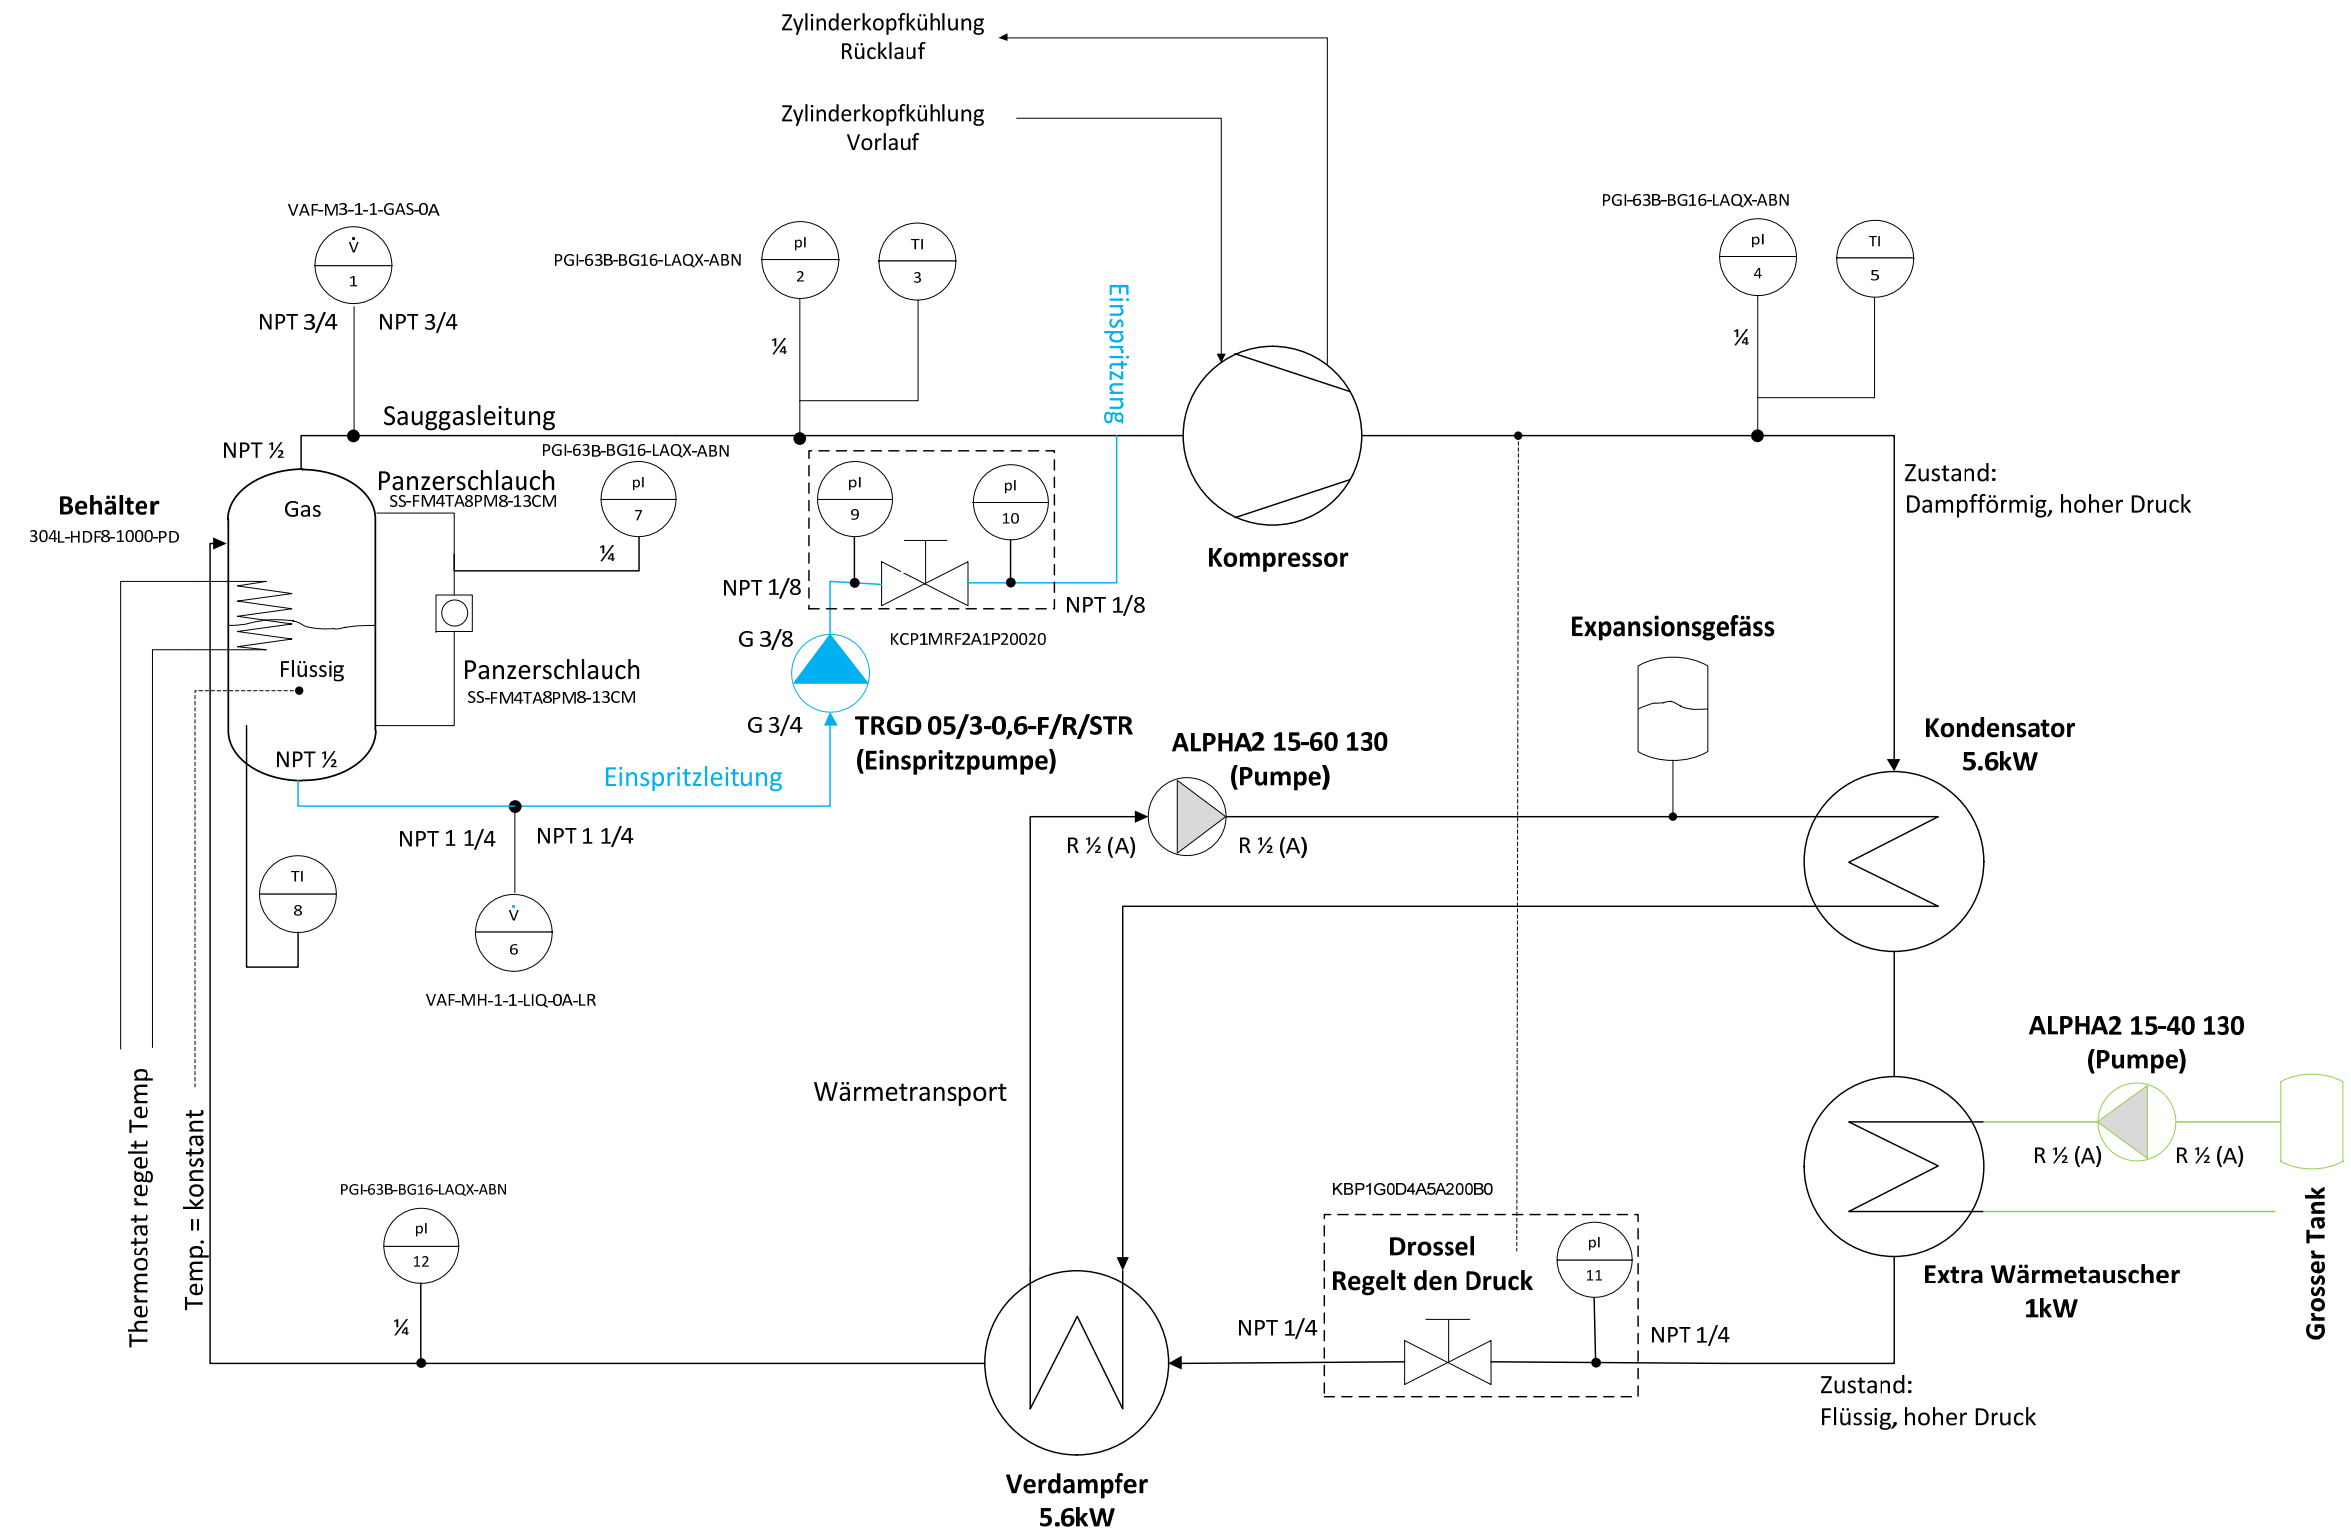 Zylinderkopfkühlung
Rücklauf
Zylinderkopfkühlung
Vorlauf
VAF-M3-1-1-GAS-0A
V̇
1
NPT 3/4
NPT 3/4
PGI-63B-BG16-LAQX-ABN
pI
2
TI
3
¼
Einspritzung
PGI-63B-BG16-LAQX-ABN
pI
4
TI
5
¼
Sauggasleitung
NPT ½
Behälter
304L-HDF8-1000-PD
Gas
Flüssig
NPT ½
Panzerschlauch
SS-FM4TA8PM8-13CM
PGI-63B-BG16-LAQX-ABN
pI
7
¼
Panzerschlauch
SS-FM4TA8PM8-13CM
pI
9
pI
10
NPT 1/8
NPT 1/8
KCP1MRF2A1P20020
G 3/8
G 3/4
TRGD 05/3-0,6-F/R/STR
(Einspritzpumpe)
Kompressor
Zustand:
Dampfförmig, hoher Druck
Expansionsgefäss
Kondensator
5.6kW
ALPHA2 15-60 130
(Pumpe)
R ½ (A)
R ½ (A)
Einspritzleitung
NPT 1 1/4
NPT 1 1/4
V̇
6
VAF-MH-1-1-LIQ-0A-LR
TI
8
Thermostat regelt Temp
Temp. = konstant
Wärmetransport
ALPHA2 15-40 130
(Pumpe)
R ½ (A)
R ½ (A)
Grosser Tank
Extra Wärmetauscher
1kW
PGI-63B-BG16-LAQX-ABN
pI
12
¼
KBP1G0D4A5A200B0
Drossel
Regelt den Druck
pI
11
NPT 1/4
NPT 1/4
Zustand:
Flüssig, hoher Druck
Verdampfer
5.6kW